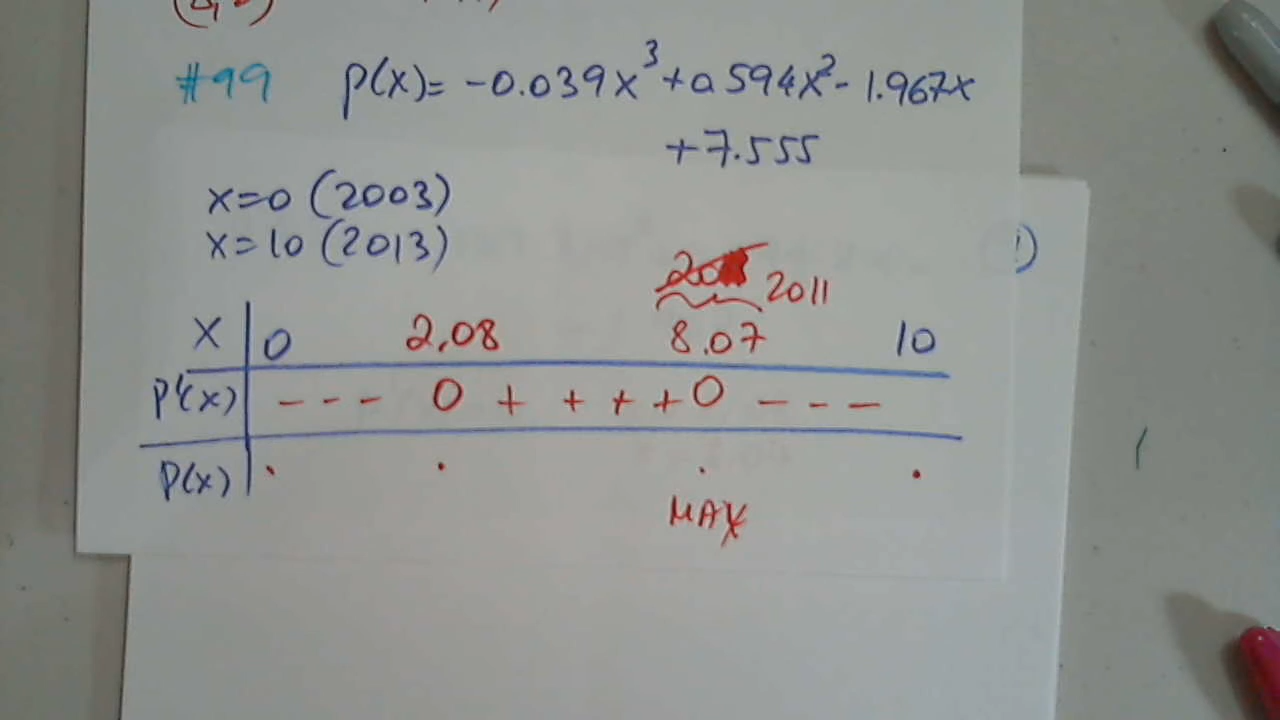 #99 P(x)= -0.039x³+0.594x²- 1.967x
+7.555
x=0 (2003)
x=10 (2013)
2011
X 0 2.08 8.07 10
P'(x) - - - 0 + + + + 0 - - -
P(x) . . . .
MAX